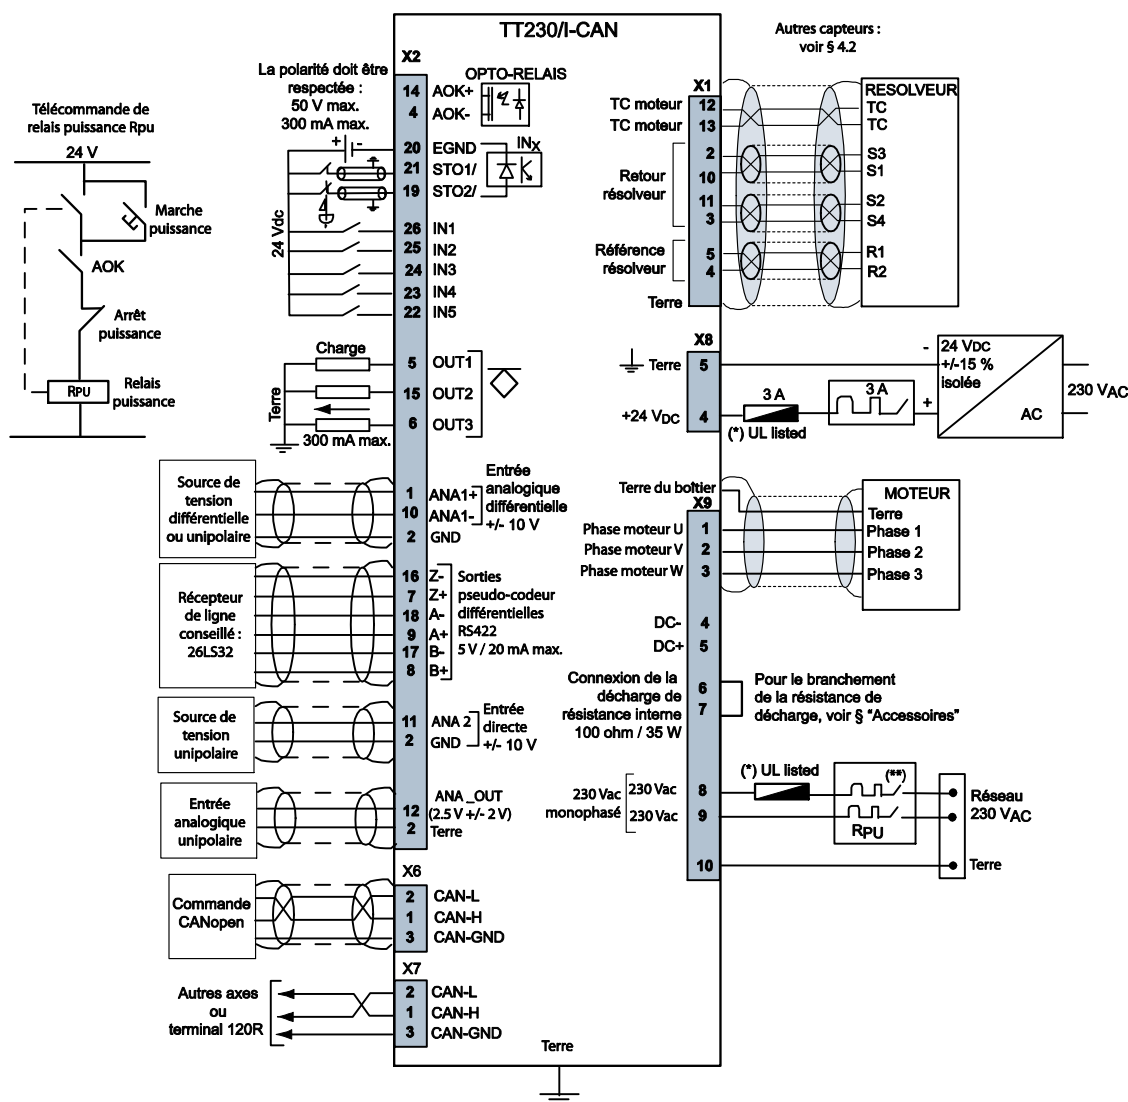 TT230/I-CAN
Télécommande de
relais puissance Rpu
24 V
Marche
puissance
AOK
Arrêt
puissance
RPU
Relais
puissance
La polarité doit être
respectée :
50 V max.
300 mA max.
+ -
24 Vdc
X2
14 AOK+
4 AOK-
OPTO-RELAIS
20 EGND
21 STO1/
19 STO2/
INX
26 IN1
25 IN2
24 IN3
23 IN4
22 IN5
Charge
Terre
300 mA max.
5 OUT1
15 OUT2
6 OUT3
Source de
tension
différentielle
ou unipolaire
1 ANA1+
10 ANA1-
2 GND
Entrée
analogique
différentielle
+/- 10 V
Récepteur
de ligne
conseillé :
26LS32
16 Z-
7 Z+
18 A-
9 A+
17 B-
8 B+
Sorties
pseudo-codeur
différentielles
RS422
5 V / 20 mA max.
Source de
tension
unipolaire
11 ANA 2
2 GND
Entrée
directe
+/- 10 V
Entrée
analogique
unipolaire
ANA_OUT
12 (2.5 V +/- 2 V)
2 Terre
Commande
CANopen
X6
2 CAN-L
1 CAN-H
3 CAN-GND
Autres axes
ou
terminal 120R
X7
2 CAN-L
1 CAN-H
3 CAN-GND
Terre
Autres capteurs :
voir § 4.2
X1
TC moteur 12
TC moteur 13
Retour
résolveur
2
10
11
3
Référence
résolveur
5
4
Terre
RESOLVEUR
TC
TC
S3
S1
S2
S4
R1
R2
X8
Terre 5
+24 VDC 4
3 A
(*) UL listed
3 A
-
+
24 VDC
+/-15 %
isolée
AC
230 VAC
Terre du boîtier
X9
Phase moteur U 1
Phase moteur V 2
Phase moteur W 3
MOTEUR
Terre
Phase 1
Phase 2
Phase 3
DC- 4
DC+ 5
Connexion de la
décharge de
résistance interne
100 ohm / 35 W
6
7
Pour le branchement
de la résistance de
décharge, voir § “Accessoires”
230 Vac
monophasé
230 Vac 8
230 Vac 9
10
(*) UL listed
(**)
RPU
Réseau
230 VAC
Terre